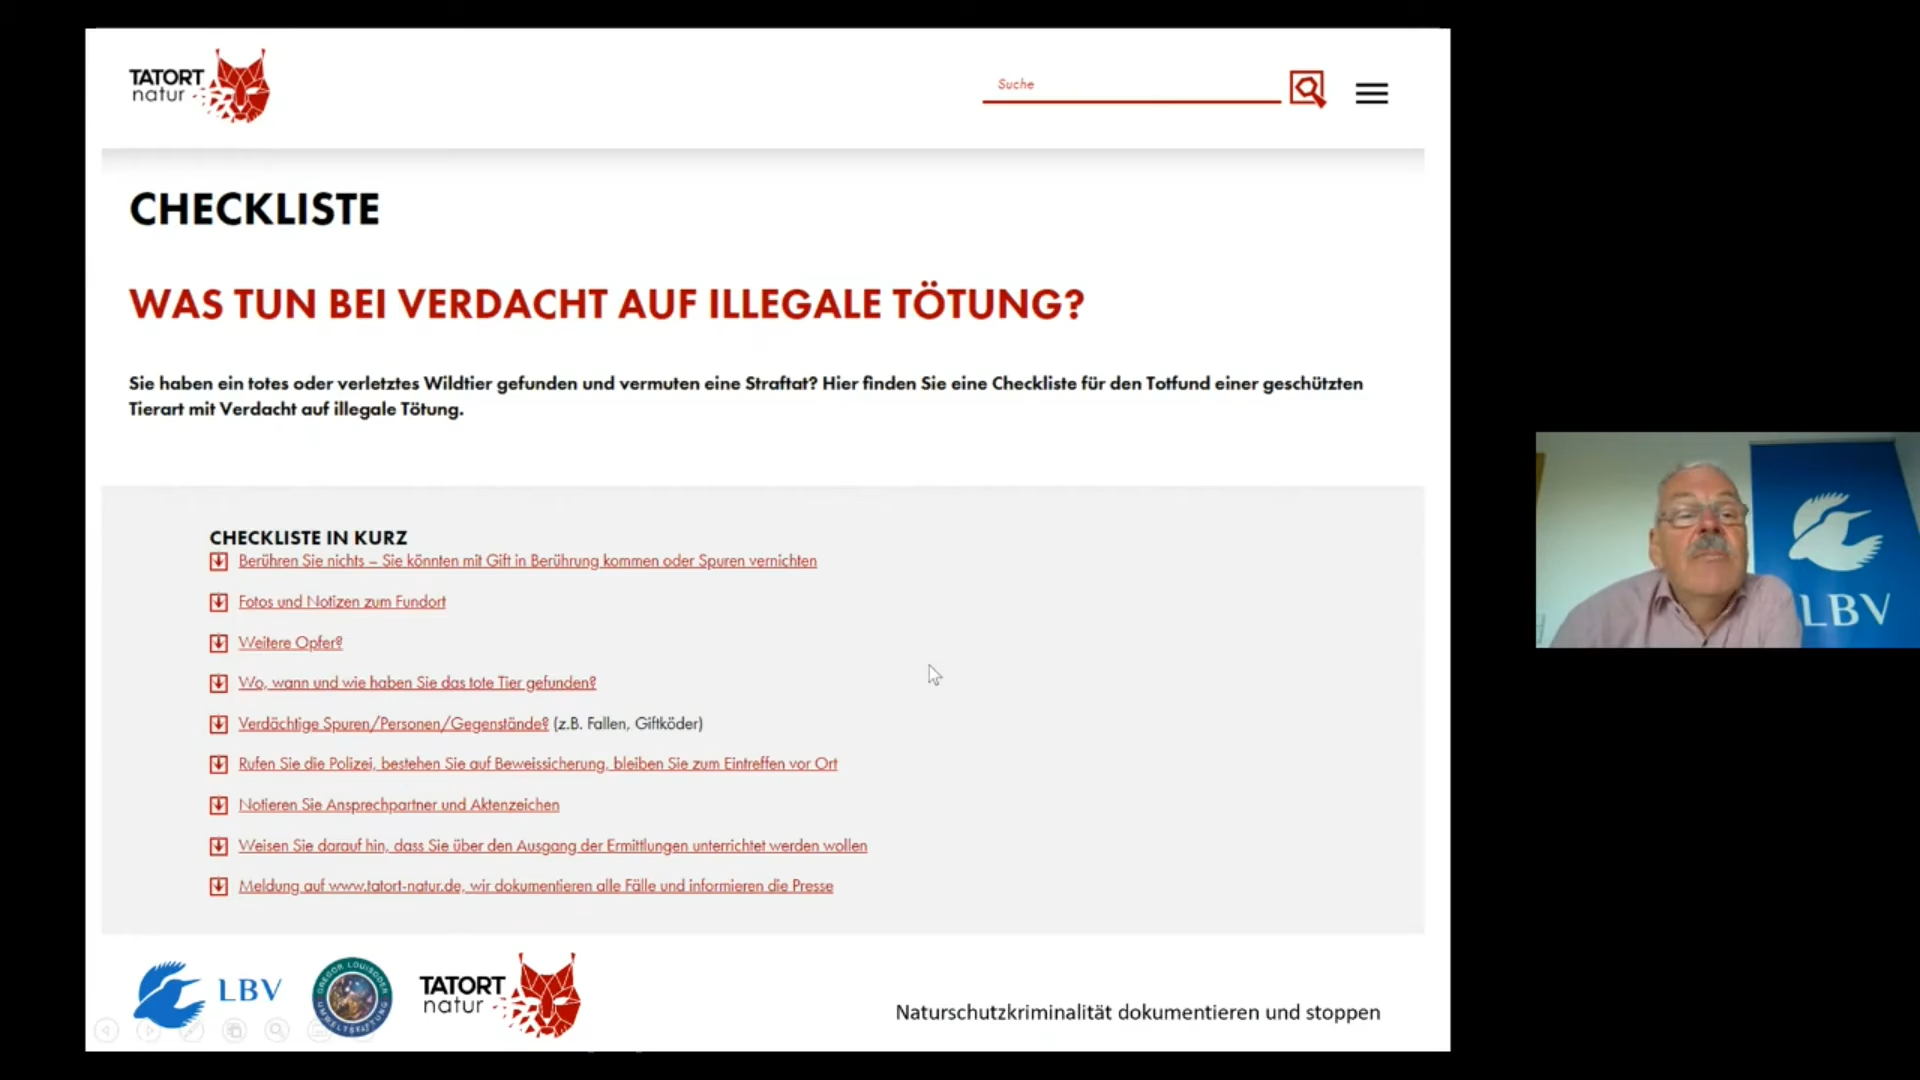 TATORT
natur
Suche
CHECKLISTE
WAS TUN BEI VERDACHT AUF ILLEGALE TÖTUNG?
Sie haben ein totes oder verletztes Wildtier gefunden und vermuten eine Straftat? Hier finden Sie eine Checkliste für den Totfund einer geschützten
Tierart mit Verdacht auf illegale Tötung.
CHECKLISTE IN KURZ
Berühren Sie nichts – Sie könnten mit Gift in Berührung kommen oder Spuren vernichten
Fotos und Notizen zum Fundort
Weitere Opfer?
Wo, wann und wie haben Sie das tote Tier gefunden?
Verdächtige Spuren/Personen/Gegenstände? (z.B. Fallen, Giftköder)
Rufen Sie die Polizei, bestehen Sie auf Beweissicherung, bleiben Sie zum Eintreffen vor Ort
Notieren Sie Ansprechpartner und Aktenzeichen
Weisen Sie darauf hin, dass Sie über den Ausgang der Ermittlungen unterrichtet werden wollen
Meldung auf www.tatort-natur.de, wir dokumentieren alle Fälle und informieren die Presse
LBV
GREGOR LOUISODER
UMWELTSTIFTUNG
TATORT
natur
Naturschutzkriminalität dokumentieren und stoppen
LBV